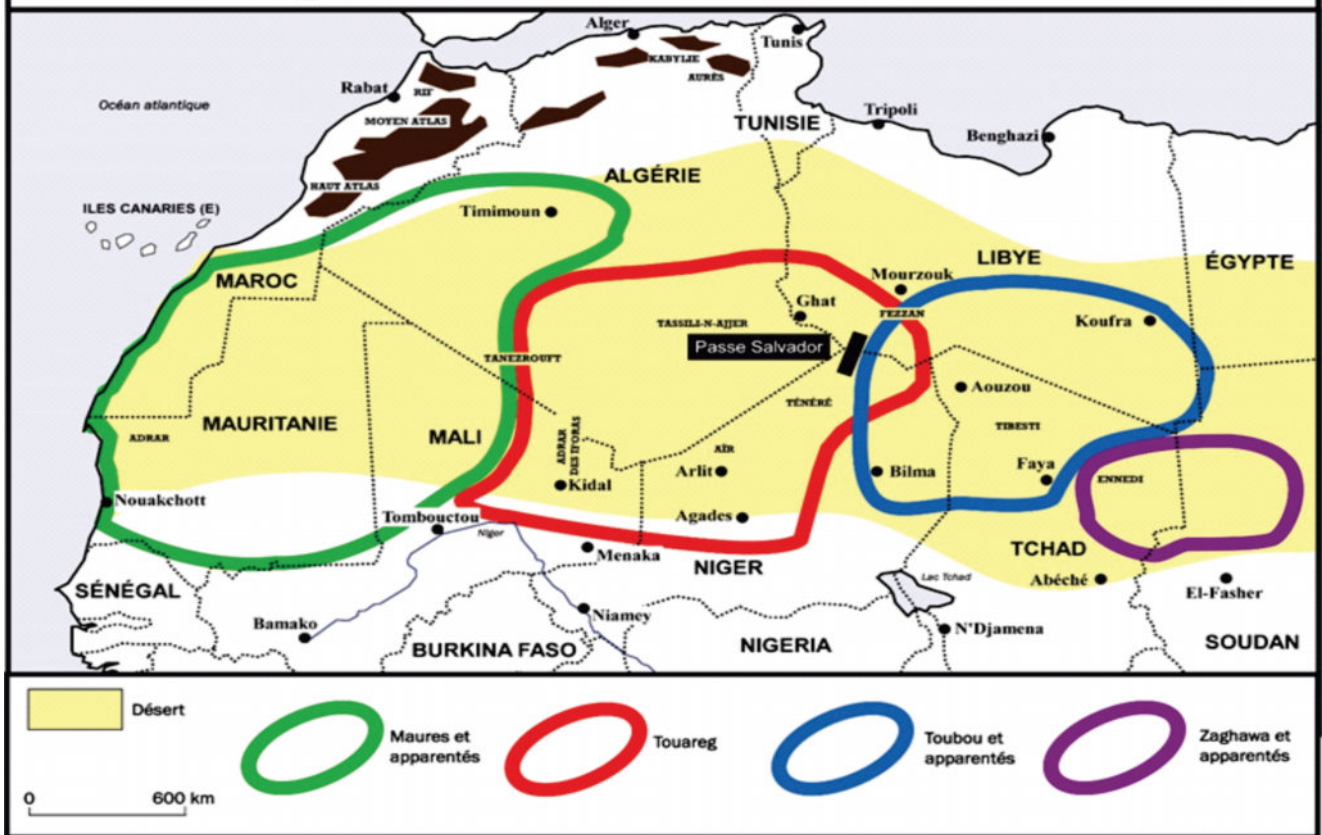 Alger
Tunis
KABYLIE
AURÈS
Rabat
RIF
Océan atlantique
MOYEN ATLAS
Tripoli
TUNISIE
Benghazi
HAUT ATLAS
ALGÉRIE
ILES CANARIES (E)
Timimoun
LIBYE
ÉGYPTE
MAROC
Mourzouk
Ghat
FEZZAN
TASSILI-N-AJJER
Koufra
Passe Salvador
TANEZROUFT
Aouzou
TÉNÉRÉ
MAURITANIE
ADRAR
MALI
ADRAR
DES IFORAS
TIBESTI
AÏR
Arlit
Bilma
Faya
ENNEDI
Kidal
Nouakchott
Tombouctou
Agades
Niger
Menaka
TCHAD
NIGER
Lac Tchad
Abéché
SÉNÉGAL
El-Fasher
Bamako
Niamey
N'Djamena
BURKINA FASO
NIGERIA
SOUDAN
Désert
Maures et
apparentés
Touareg
Toubou et
apparentés
Zaghawa et
apparentés
0 600 km